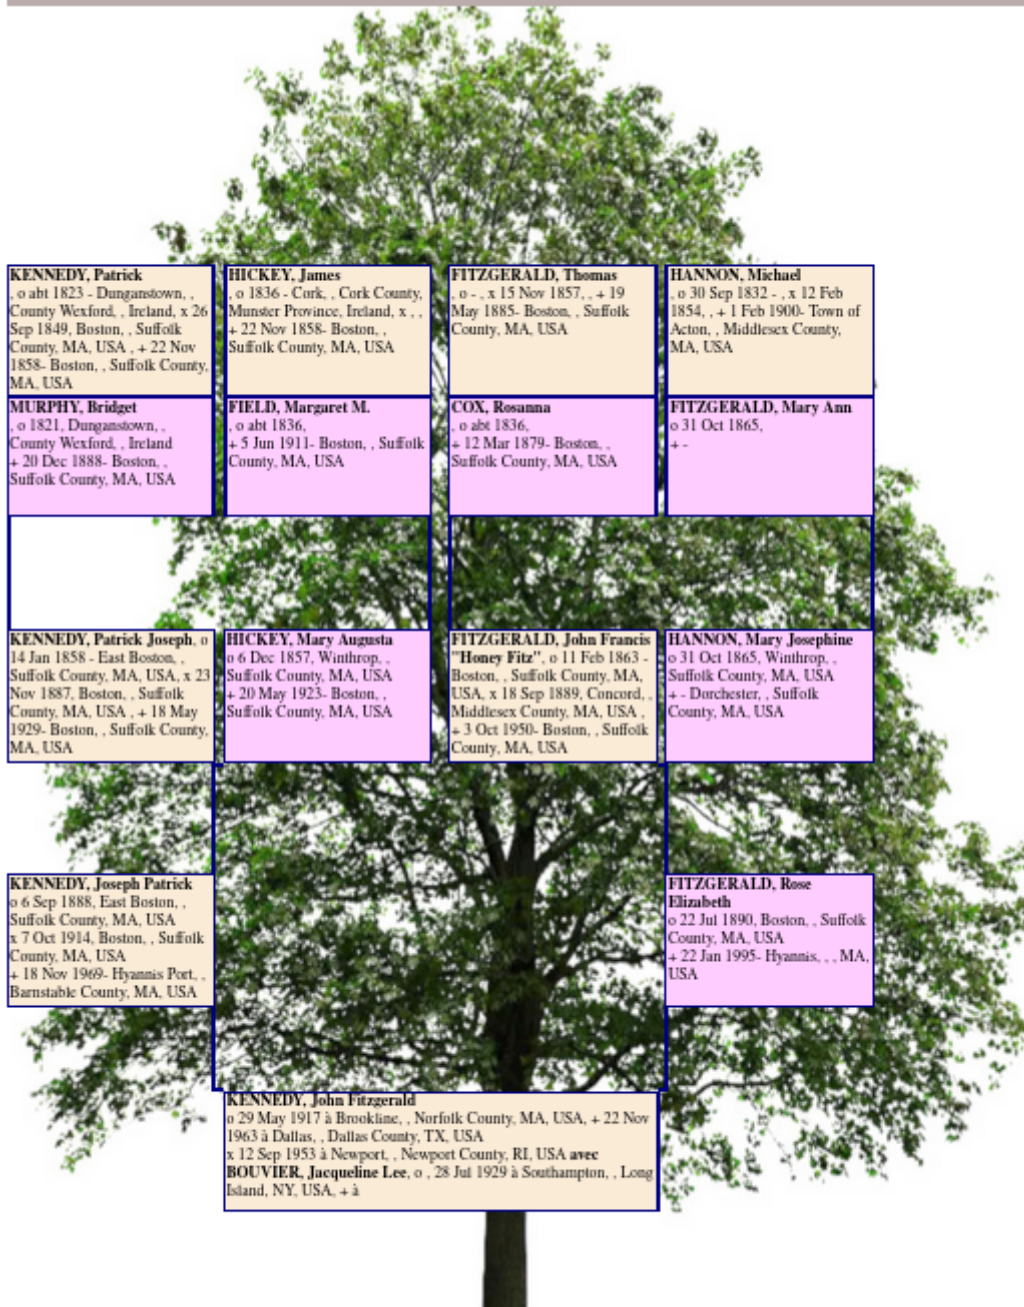 KENNEDY, Patrick
, o abt 1823 - Dunganstown, ,
County Wexford, , Ireland, x 26
Sep 1849, Boston, , Suffolk
County, MA, USA , + 22 Nov
1858- Boston, , Suffolk County,
MA, USA
HICKEY, James
, o 1836 - Cork, , Cork County,
Munster Province, Ireland, x , ,
+ 22 Nov 1858- Boston, ,
Suffolk County, MA, USA
FITZGERALD, Thomas
, o - , x 15 Nov 1857, , + 19
May 1885- Boston, , Suffolk
County, MA, USA
HANNON, Michael
, o 30 Sep 1832 - , x 12 Feb
1854, , + 1 Feb 1900- Town of
Acton, , Middlesex County,
MA, USA
MURPHY, Bridget
, o 1821, Dunganstown, ,
County Wexford, , Ireland
+ 20 Dec 1888- Boston, ,
Suffolk County, MA, USA
FIELD, Margaret M.
, o abt 1836,
+ 5 Jun 1911- Boston, , Suffolk
County, MA, USA
COX, Rosanna
, o abt 1836,
+ 12 Mar 1879- Boston, ,
Suffolk County, MA, USA
FITZGERALD, Mary Ann
o 31 Oct 1865,
+ -
KENNEDY, Patrick Joseph, o
14 Jan 1858 - East Boston, ,
Suffolk County, MA, USA, x 23
Nov 1887, Boston, , Suffolk
County, MA, USA , + 18 May
1929- Boston, , Suffolk County,
MA, USA
HICKEY, Mary Augusta
o 6 Dec 1857, Winthrop, ,
Suffolk County, MA, USA
+ 20 May 1923- Boston, ,
Suffolk County, MA, USA
FITZGERALD, John Francis
"Honey Fitz", o 11 Feb 1863 -
Boston, , Suffolk County, MA,
USA, x 18 Sep 1889, Concord, ,
Middlesex County, MA, USA ,
+ 3 Oct 1950- Boston, , Suffolk
County, MA, USA
HANNON, Mary Josephine
o 31 Oct 1865, Winthrop, ,
Suffolk County, MA, USA
+ - Dorchester, , Suffolk
County, MA, USA
KENNEDY, Joseph Patrick
o 6 Sep 1888, East Boston, ,
Suffolk County, MA, USA
x 7 Oct 1914, Boston, , Suffolk
County, MA, USA
+ 18 Nov 1969- Hyannis Port, ,
Barnstable County, MA, USA
FITZGERALD, Rose
Elizabeth
o 22 Jul 1890, Boston, , Suffolk
County, MA, USA
+ 22 Jan 1995- Hyannis, , , MA,
USA
KENNEDY, John Fitzgerald
o 29 May 1917 à Brookline, , Norfolk County, MA, USA, + 22 Nov
1963 à Dallas, , Dallas County, TX, USA
x 12 Sep 1953 à Newport, , Newport County, RI, USA avec
BOUVIER, Jacqueline Lee, o , 28 Jul 1929 à Southampton, , Long
Island, NY, USA, + à